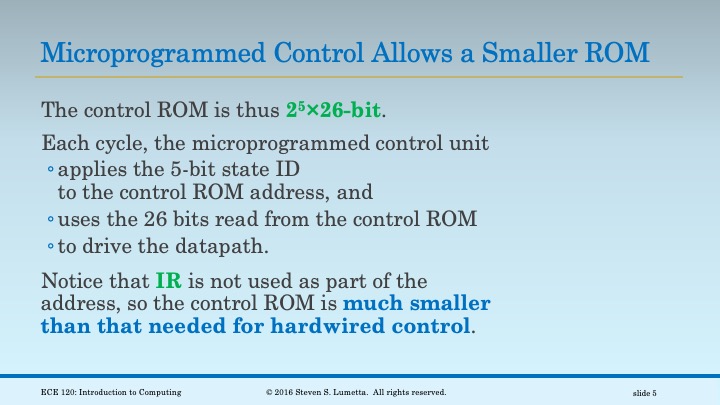 Microprogrammed Control Allows a Smaller ROM
The control ROM is thus 2⁵×26-bit.
Each cycle, the microprogrammed control unit
◦ applies the 5-bit state ID
to the control ROM address, and
◦ uses the 26 bits read from the control ROM
◦ to drive the datapath.
Notice that IR is not used as part of the
address, so the control ROM is much smaller
than that needed for hardwired control.
ECE 120: Introduction to Computing © 2016 Steven S. Lumetta. All rights reserved. slide 5